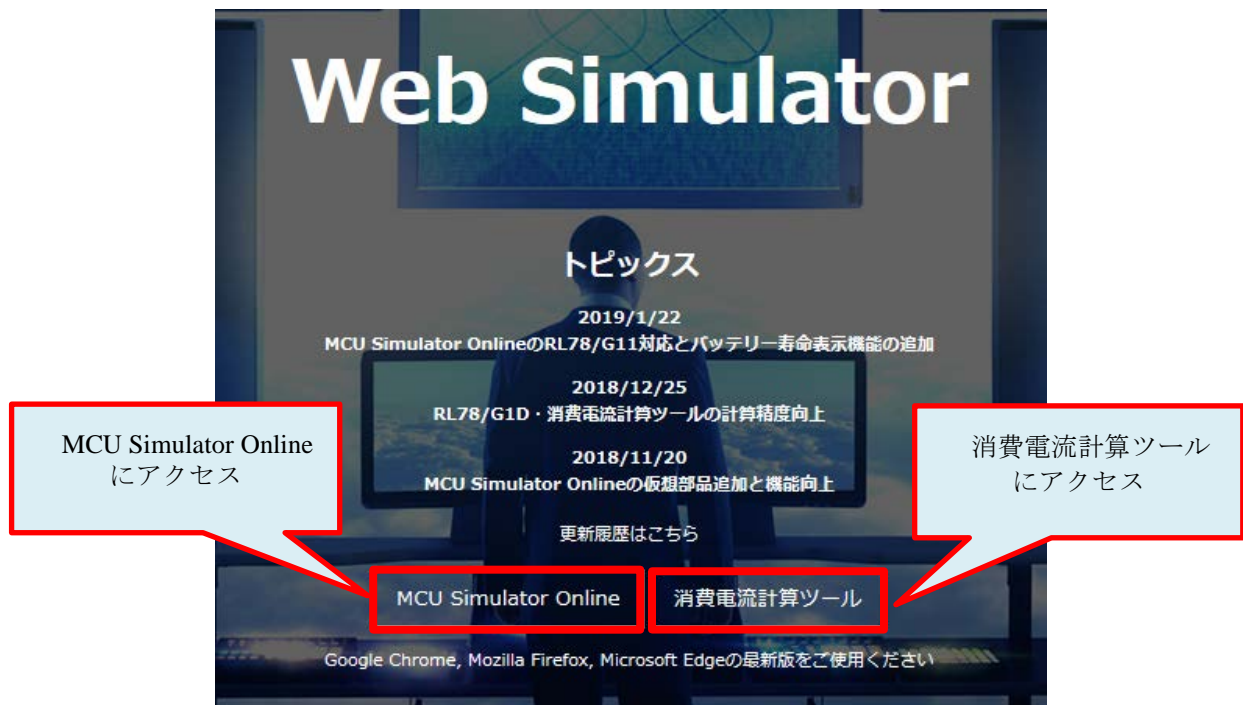 Web Simulator
トピックス
2019/1/22
MCU Simulator OnlineのRL78/G11対応とバッテリー寿命表示機能の追加
2018/12/25
RL78/G1D・消費電流計算ツールの計算精度向上
2018/11/20
MCU Simulator Onlineの仮想部品追加と機能向上
更新履歴はこちら
MCU Simulator Online
にアクセス
消費電流計算ツール
にアクセス
MCU Simulator Online
消費電流計算ツール
Google Chrome, Mozilla Firefox, Microsoft Edgeの最新版をご使用ください